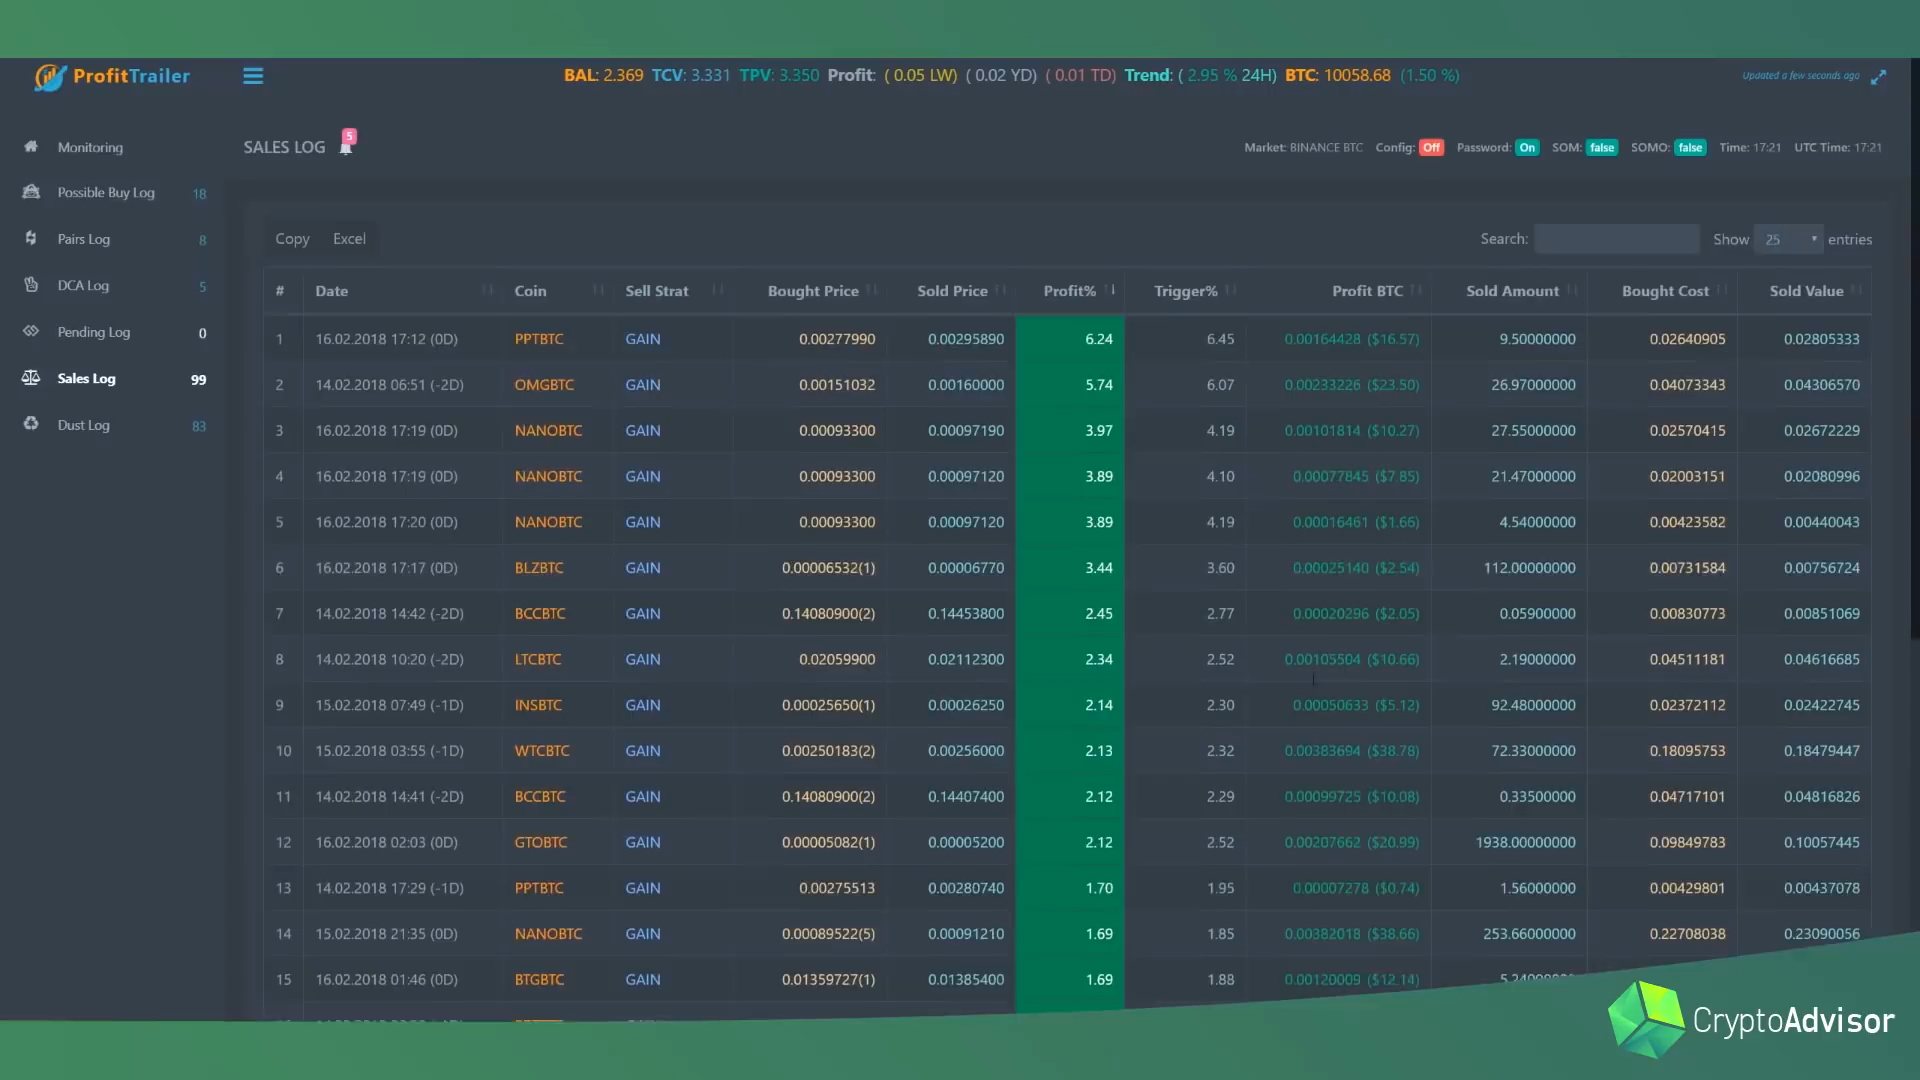 ProfitTrailer
BAL: 2.369 TCV: 3.331 TPV: 3.350 Profit: ( 0.05 LW) ( 0.02 YD) ( 0.01 TD) Trend: ( 2.95 % 24H) BTC: 10058.68 (1.50 %)
Updated a few seconds ago
SALES LOG 5
Market: BINANCE BTC Config: Off Password: On SOM: false SOMO: false Time: 17:21 UTC Time: 17:21
Monitoring
Possible Buy Log 18
Pairs Log 8
DCA Log 5
Pending Log 0
Sales Log 99
Dust Log 83
Copy Excel
Search: Show 25 entries
# Date Coin Sell Strat Bought Price Sold Price Profit% Trigger% Profit BTC Sold Amount Bought Cost Sold Value
1 16.02.2018 17:12 (0D) PPTBTC GAIN 0.00277990 0.00295890 6.24 6.45 0.00164428 ($16.57) 9.50000000 0.02640905 0.02805333
2 14.02.2018 06:51 (-2D) OMGBTC GAIN 0.00151032 0.00160000 5.74 6.07 0.00233226 ($23.50) 26.97000000 0.04073343 0.04306570
3 16.02.2018 17:19 (0D) NANOBTC GAIN 0.00093300 0.00097190 3.97 4.19 0.00101814 ($10.27) 27.55000000 0.02570415 0.02672229
4 16.02.2018 17:19 (0D) NANOBTC GAIN 0.00093300 0.00097120 3.89 4.10 0.00077845 ($7.85) 21.47000000 0.02003151 0.02080996
5 16.02.2018 17:20 (0D) NANOBTC GAIN 0.00093300 0.00097120 3.89 4.19 0.00016461 ($1.66) 4.54000000 0.00423582 0.00440043
6 16.02.2018 17:17 (0D) BLZBTC GAIN 0.00006532(1) 0.00006770 3.44 3.60 0.00025140 ($2.54) 112.00000000 0.00731584 0.00756724
7 14.02.2018 14:42 (-2D) BCCBTC GAIN 0.14080900(2) 0.14453800 2.45 2.77 0.00020296 ($2.05) 0.05900000 0.00830773 0.00851069
8 14.02.2018 10:20 (-2D) LTCBTC GAIN 0.02059900 0.02112300 2.34 2.52 0.00105504 ($10.66) 2.19000000 0.04511181 0.04616685
9 15.02.2018 07:49 (-1D) INSBTC GAIN 0.00025650(1) 0.00026250 2.14 2.30 0.00050633 ($5.12) 92.48000000 0.02372112 0.02422745
10 15.02.2018 03:55 (-1D) WTCBTC GAIN 0.00250183(2) 0.00256000 2.13 2.32 0.00383694 ($38.78) 72.33000000 0.18095753 0.18479447
11 14.02.2018 14:41 (-2D) BCCBTC GAIN 0.14080900(2) 0.14407400 2.12 2.29 0.00099725 ($10.08) 0.33500000 0.04717101 0.04816826
12 16.02.2018 02:03 (0D) GTOBTC GAIN 0.00005082(1) 0.00005200 2.12 2.52 0.00207662 ($20.99) 1938.00000000 0.09849783 0.10057445
13 14.02.2018 17:29 (-1D) PPTBTC GAIN 0.00275513 0.00280740 1.70 1.95 0.00007278 ($0.74) 1.56000000 0.00429801 0.00437078
14 15.02.2018 21:35 (0D) NANOBTC GAIN 0.00089522(5) 0.00091210 1.69 1.85 0.00382018 ($38.66) 253.66000000 0.22708038 0.23090056
15 16.02.2018 01:46 (0D) BTGBTC GAIN 0.01359727(1) 0.01385400 1.69 1.88 0.00120009 ($12.14)
CryptoAdvisor